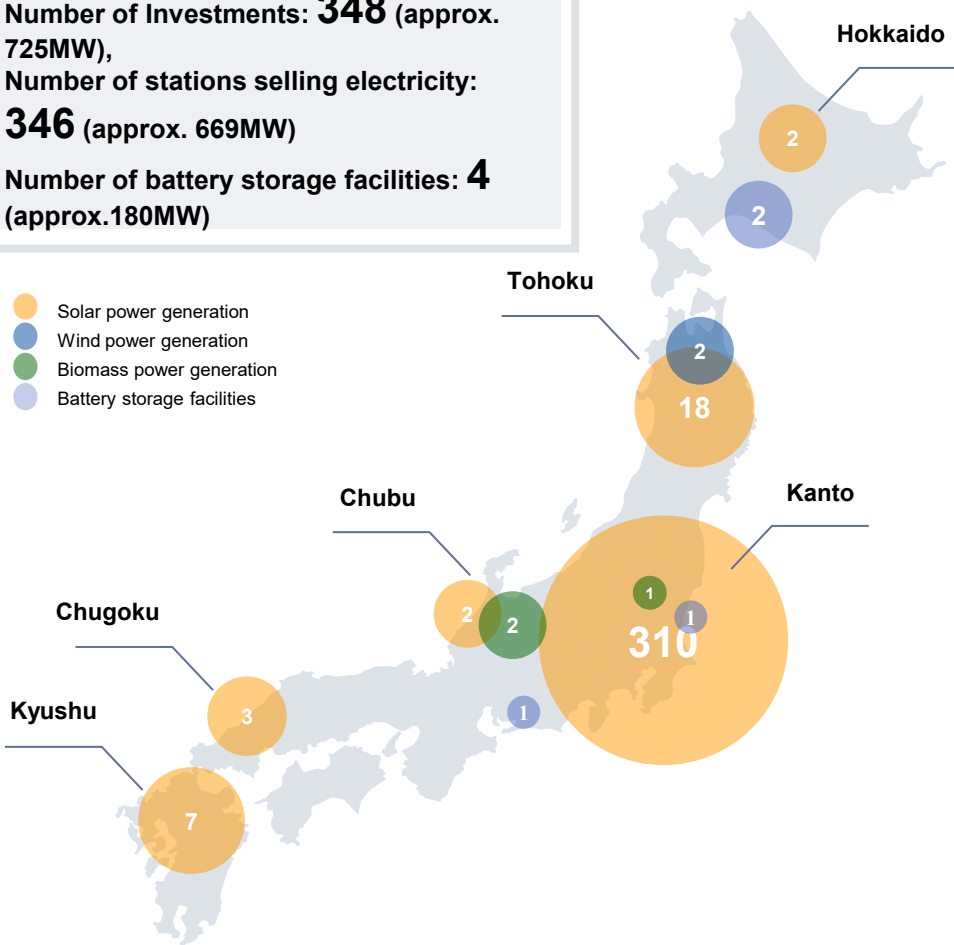 Number of Investments: 348 (approx.
725MW),
Number of stations selling electricity:
346 (approx. 669MW)
Number of battery storage facilities: 4
(approx.180MW)
Hokkaido
2
2
Tohoku
Solar power generation
Wind power generation
Biomass power generation
Battery storage facilities
2
18
Chubu
Kanto
1
1
2
2
310
Chugoku
3
1
Kyushu
7